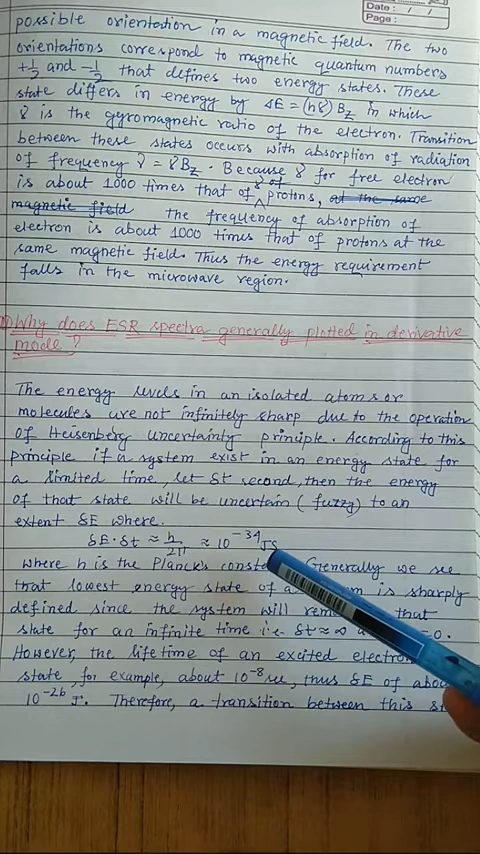 Date : / /
Page :
possible orientation in a magnetic field. The two
orientations correspond to magnetic quantum numbers
+1/2 and -1/2 that defines two energy states. These
state differs in energy by ΔE = (hγ) Bz in which
γ is the gyromagnetic ratio of the electron. Transition
between these states occurs with absorption of radiation
of frequency ν = γBz. Because γ for free electron
is about 1000 times that of γ of protons, at the same
magnetic field the frequency of absorption of
electron is about 1000 times that of protons at the
same magnetic field. Thus the energy requirement
falls in the microwave region.
Why does ESR spectra generally plotted in derivative
mode?
The energy levels in an isolated atoms or
molecules are not infinitely sharp due to the operation
of Heisenberg uncertainty principle. According to this
principle if a system exist in an energy state for
a limited time, let δt second, then the energy
of that state will be uncertain (fuzzy) to an
extent δE where.
δE·δt ≈ h/2π ≈ 10⁻³⁴ JS
where h is the Planck's Generally we see
that lowest energy state of a is sharply
defined since the system will that
state for an infinite time i.e. δt ≈ ∞ = 0.
However, the lifetime of an excited
state, for example, about 10⁻⁸ sec, thus δE of
10⁻²⁶ J. Therefore, a transition between this